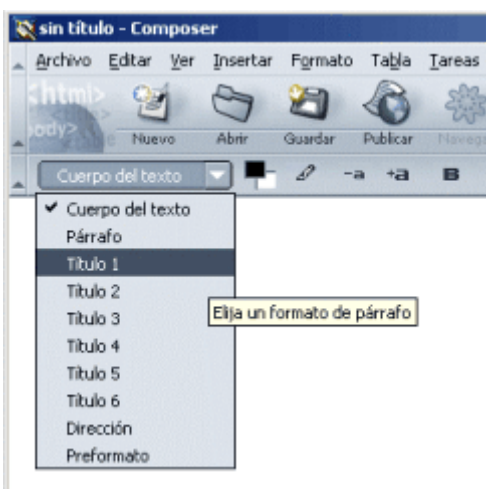 sin título - Composer
Archivo Editar Ver Insertar Formato Tabla Tareas
<html>
body>
Nuevo Abrir Guardar Publicar
Cuerpo del texto -a +a B
Cuerpo del texto
Párrafo
Título 1
Título 2
Elija un formato de párrafo
Título 3
Título 4
Título 5
Título 6
Dirección
Preformato